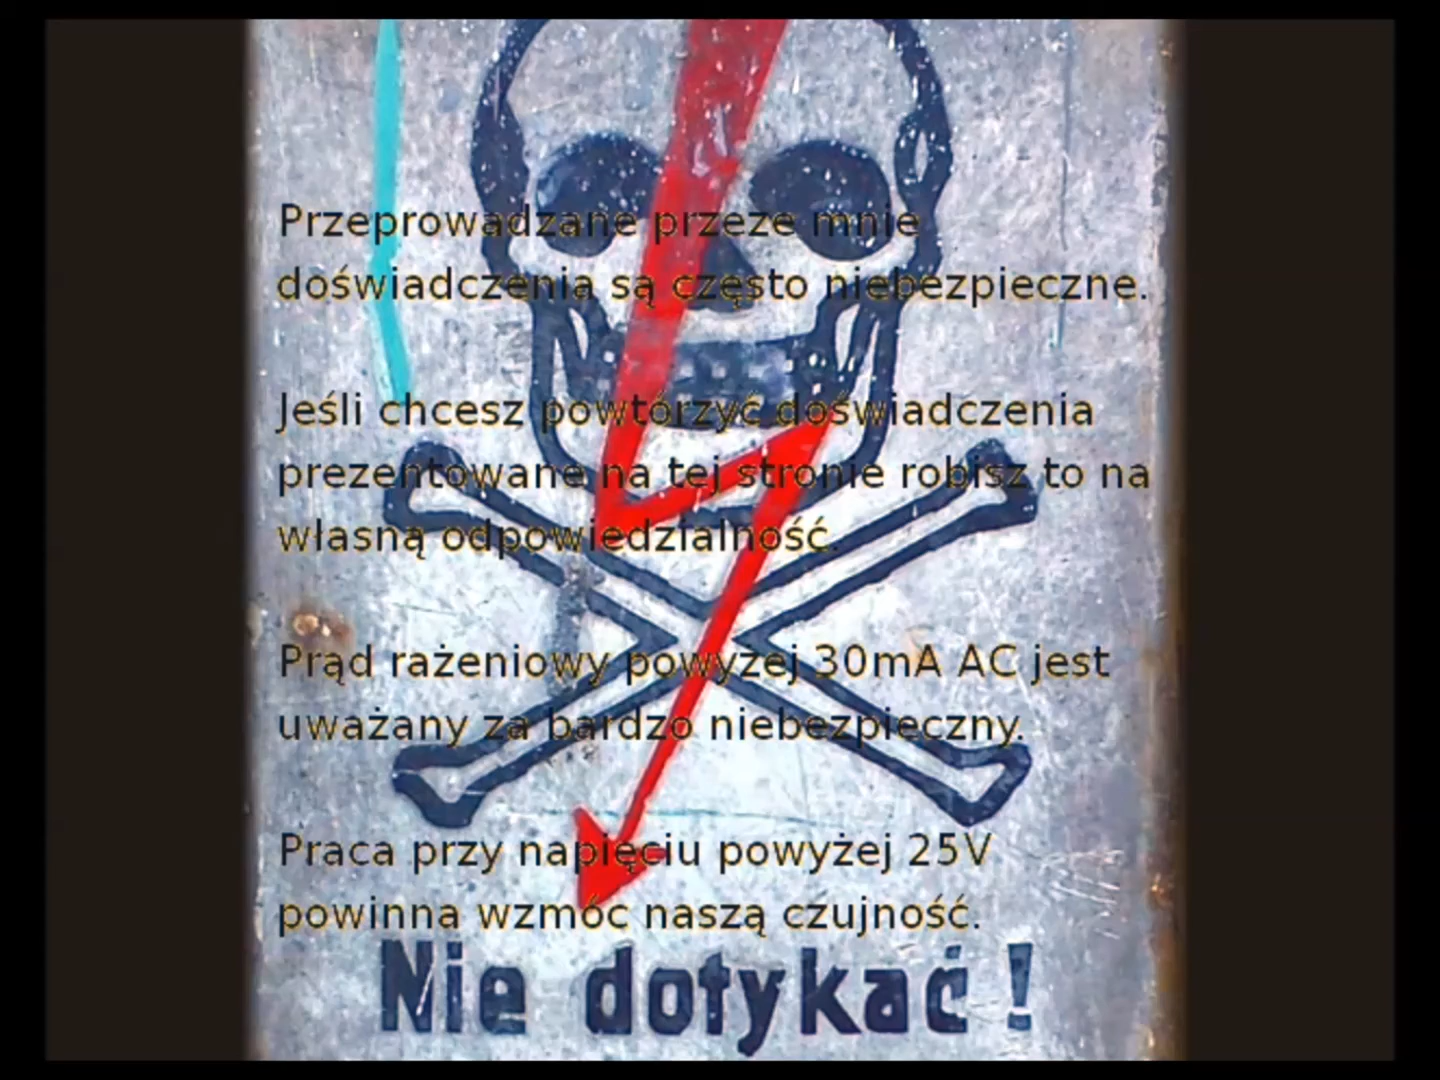 Przeprowadzane przeze mnie
doświadczenia są często niebezpieczne.
Jeśli chcesz powtórzyć doświadczenia
prezentowane na tej stronie robisz to na
własną odpowiedzialność.
Prąd rażeniowy powyżej 30mA AC jest
uważany za bardzo niebezpieczny.
Praca przy napięciu powyżej 25V
powinna wzmóc naszą czujność.
Nie dotykać !